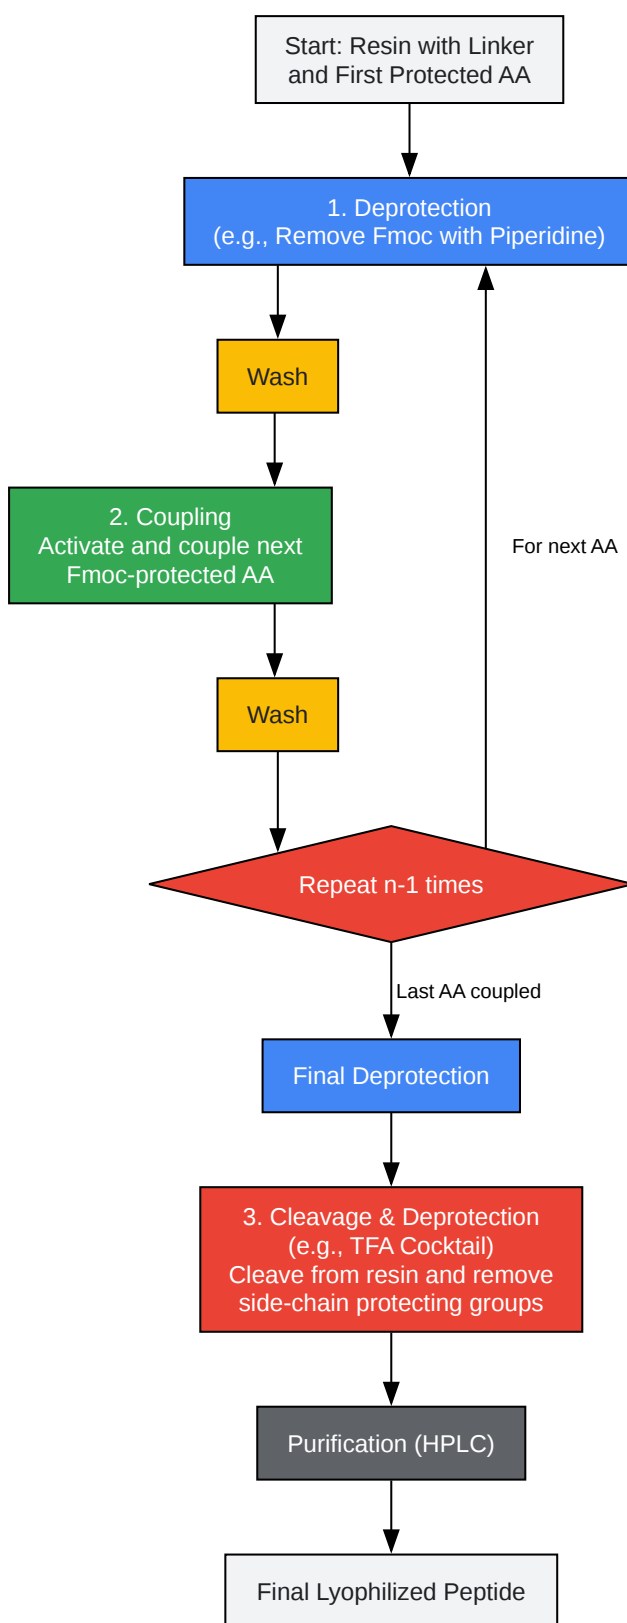 Start: Resin with Linker
and First Protected AA
1. Deprotection
(e.g., Remove Fmoc with Piperidine)
Wash
2. Coupling
Activate and couple next
Fmoc-protected AA
For next AA
Wash
Repeat n-1 times
Last AA coupled
Final Deprotection
3. Cleavage & Deprotection
(e.g., TFA Cocktail)
Cleave from resin and remove
side-chain protecting groups
Purification (HPLC)
Final Lyophilized Peptide